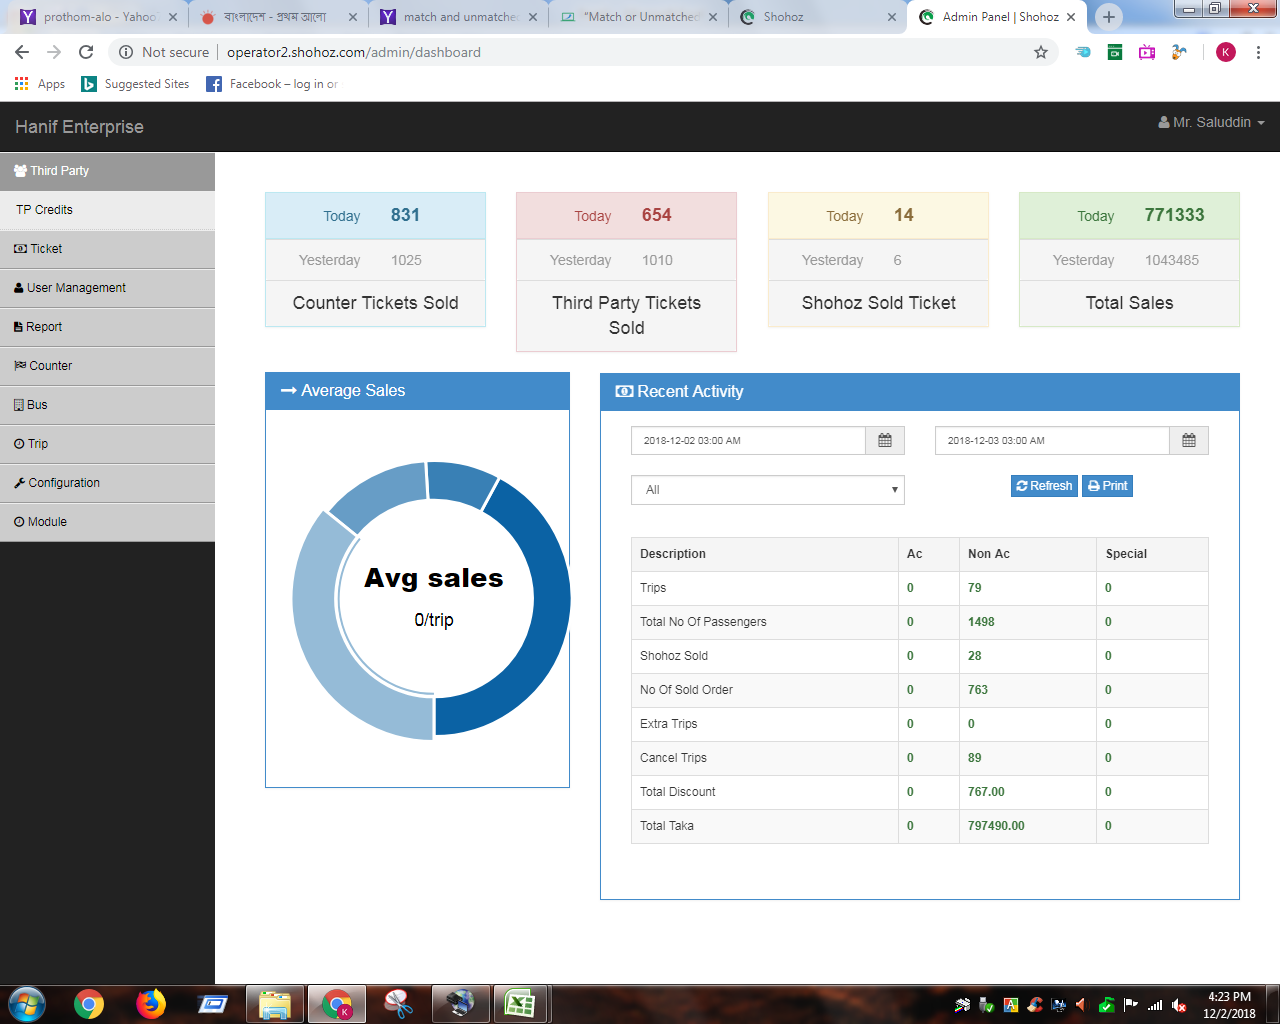 prothom-alo - Yahoo
বাংলাদেশ - প্রথম আলো
match and unmatche
"Match or Unmatched
Shohoz
Admin Panel | Shohoz
Not secure
operator2.shohoz.com/admin/dashboard
K
Apps
Suggested Sites
Facebook – log in or
Hanif Enterprise
Mr. Saluddin
Third Party
TP Credits
Ticket
User Management
Report
Counter
Bus
Trip
Configuration
Module
Today 831
Yesterday 1025
Counter Tickets Sold
Today 654
Yesterday 1010
Third Party Tickets
Sold
Today 14
Yesterday 6
Shohoz Sold Ticket
Today 771333
Yesterday 1043485
Total Sales
Average Sales
Avg sales
0/trip
Recent Activity
2018-12-02 03:00 AM
2018-12-03 03:00 AM
All
Refresh
Print
Description Ac Non Ac Special
Trips 0 79 0
Total No Of Passengers 0 1498 0
Shohoz Sold 0 28 0
No Of Sold Order 0 763 0
Extra Trips 0 0 0
Cancel Trips 0 89 0
Total Discount 0 767.00 0
Total Taka 0 797490.00 0
4:23 PM
12/2/2018